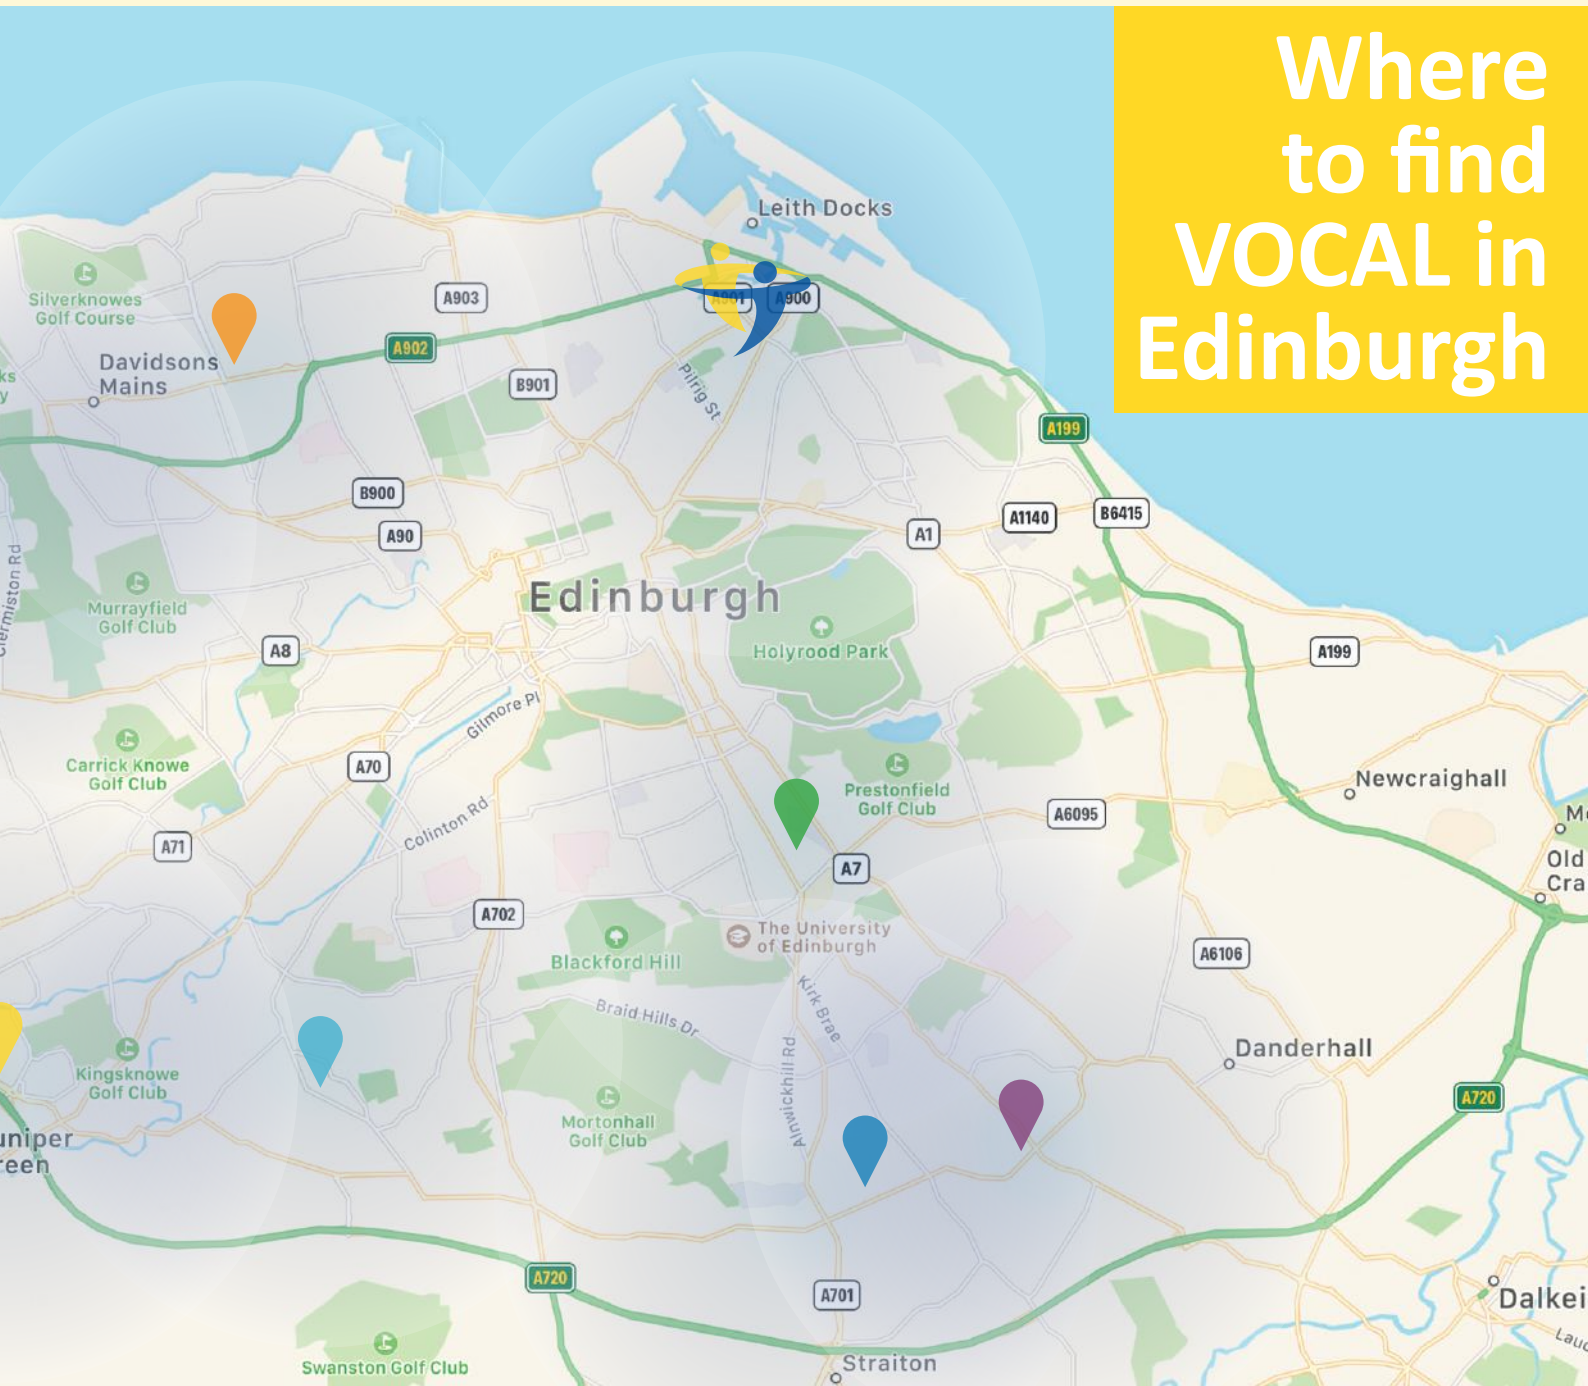 Where
to find
VOCAL in
Edinburgh
Leith Docks
Silverknowes
Golf Course
A903
A901
A900
Davidsons
Mains
A902
B901
Pilrig St
A199
B900
A90
A1
A1140
B6415
Edinburgh
Murrayfield
Golf Club
A8
Holyrood Park
A199
Gilmore Pl
Carrick Knowe
Golf Club
A70
Prestonfield
Golf Club
Newcraighall
A6095
Colinton Rd
A71
A7
Old
A702
The University
of Edinburgh
Blackford Hill
A6106
Kirk Brae
Braid Hills Dr
Danderhall
Kingsknowe
Golf Club
Alnwickhill Rd
A720
Mortonhall
Golf Club
A720
A701
Dalkei
Straiton
Swanston Golf Club